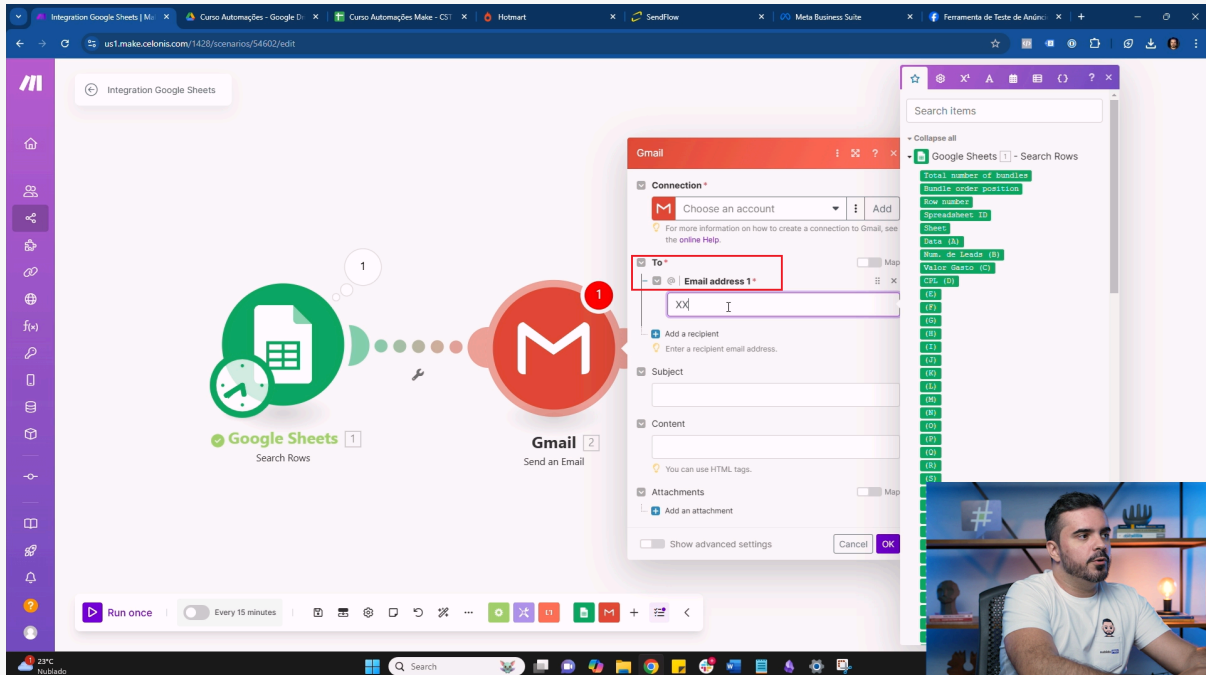 Integration Google Sheets | Ma
Curso Automações - Google Dr
Curso Automações Make - CST
Hotmart
SendFlow
Meta Business Suite
Ferramenta de Teste de Anúnci
us1.make.celonis.com/1428/scenarios/54602/edit
Integration Google Sheets
1
Google Sheets 1
Search Rows
1
Gmail 2
Send an Email
Gmail
Connection *
Choose an account
Add
For more information on how to create a connection to Gmail, see
the online Help.
To *
Map
Email address 1 *
XX
Add a recipient
Enter a recipient email address.
Subject
Content
You can use HTML tags.
Attachments
Map
Add an attachment
Show advanced settings
Cancel
OK
Search items
Collapse all
Google Sheets 1 - Search Rows
Total number of bundles
Bundle order position
Row number
Spreadsheet ID
Sheet
Data (A)
Num. de Leads (B)
Valor Gasto (C)
CPL (D)
(E)
(F)
(G)
(H)
(I)
(J)
(K)
(L)
(M)
(N)
(O)
(P)
(Q)
(R)
(S)
Run once
Every 15 minutes
23°C
Nublado
Search